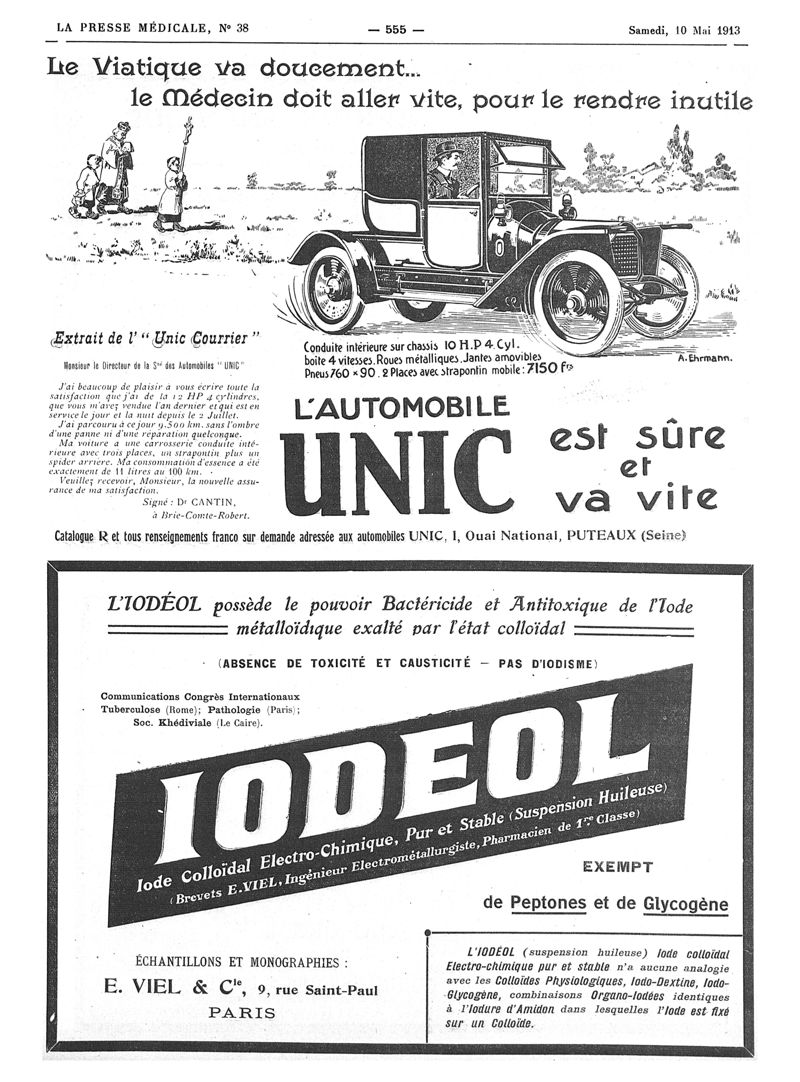 LA PRESSE MÉDICALE, N° 38
— 555 —
Samedi, 10 Mai 1913
Le Viatique va doucement...
le Médecin doit aller vite, pour le rendre inutile
Extrait de l' " Unic Courrier "
Monsieur le Directeur de la Sté des Automobiles "UNIC"
J'ai beaucoup de plaisir à vous écrire toute la
satisfaction que j'ai de la 12 HP 4 cylindres,
que vous m'avez vendue l'an dernier et qui est en
service le jour et la nuit depuis le 2 Juillet.
J'ai parcouru à ce jour 9.500 km. sans l'ombre
d'une panne ni d'une réparation quelconque.
Ma voiture a une carrosserie conduite inté-
rieure avec trois places, un strapontin plus un
spider arrière. Ma consommation d'essence a été
exactement de 11 litres au 100 km.
Veuillez recevoir, Monsieur, la nouvelle assu-
rance de ma satisfaction.
Signé : Dr CANTIN,
à Brie-Comte-Robert.
Conduite intérieure sur chassis 10 H.P 4 Cyl.
boite 4 vitesses. Roues métalliques. Jantes amovibles
Pneus 760 × 90. 2 Places avec strapontin mobile : 7150 frs
A. Ehrmann.
L'AUTOMOBILE
UNIC
est sûre
et
va vite
Catalogue R et tous renseignements franco sur demande adressée aux automobiles UNIC, 1, Quai National, PUTEAUX (Seine)
L'IODÉOL possède le pouvoir Bactéricide et Antitoxique de l'Iode
métalloïdique exalté par l'état colloïdal
(ABSENCE DE TOXICITÉ ET CAUSTICITÉ — PAS D'IODISME)
Communications Congrès Internationaux
Tuberculose (Rome); Pathologie (Paris);
Soc. Khédiviale (Le Caire).
IODEOL
Iode Colloïdal Electro-Chimique, Pur et Stable (Suspension Huileuse)
(Brevets E. VIEL, Ingénieur Electrométallurgiste, Pharmacien de 1re Classe)
EXEMPT
de Peptones et de Glycogène
ÉCHANTILLONS ET MONOGRAPHIES :
E. VIEL & Cie, 9, rue Saint-Paul
PARIS
L'IODÉOL (suspension huileuse) Iode colloïdal
Electro-chimique pur et stable n'a aucune analogie
avec les Colloïdes Physiologiques, Iodo-Dextine, Iodo-
Glycogène, combinaisons Organo-Iodées identiques
à l'Iodure d'Amidon dans lesquelles l'Iode est fixé
sur un Colloïde.